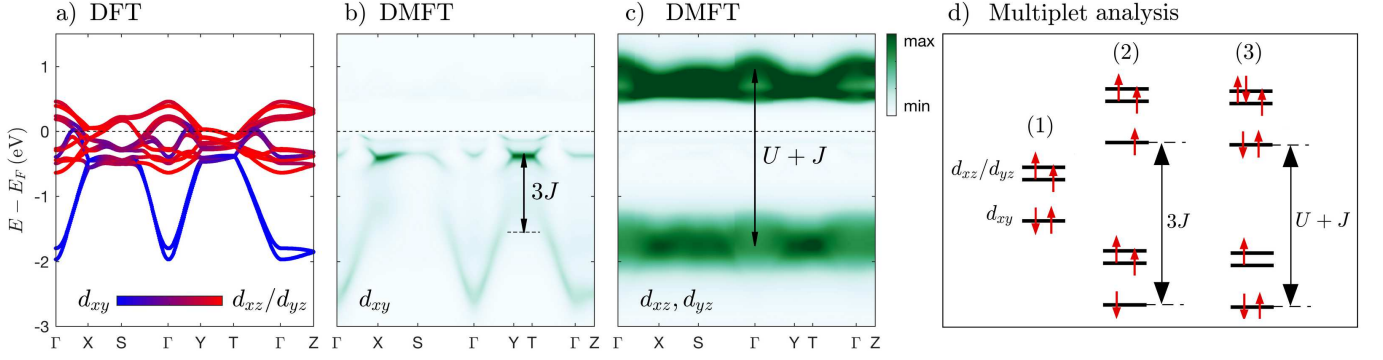 a) DFT
b) DMFT
c) DMFT
d) Multiplet analysis
max
min
E − E_F (eV)
1
0
-1
-2
-3
d_xy
d_xz/d_yz
Γ X S Γ Y T Γ Z
3J
d_xy
Γ X S Γ Y T Γ Z
U + J
d_xz, d_yz
Γ X S Γ Y T Γ Z
(1)
(2)
(3)
d_xz/d_yz
d_xy
3J
U + J